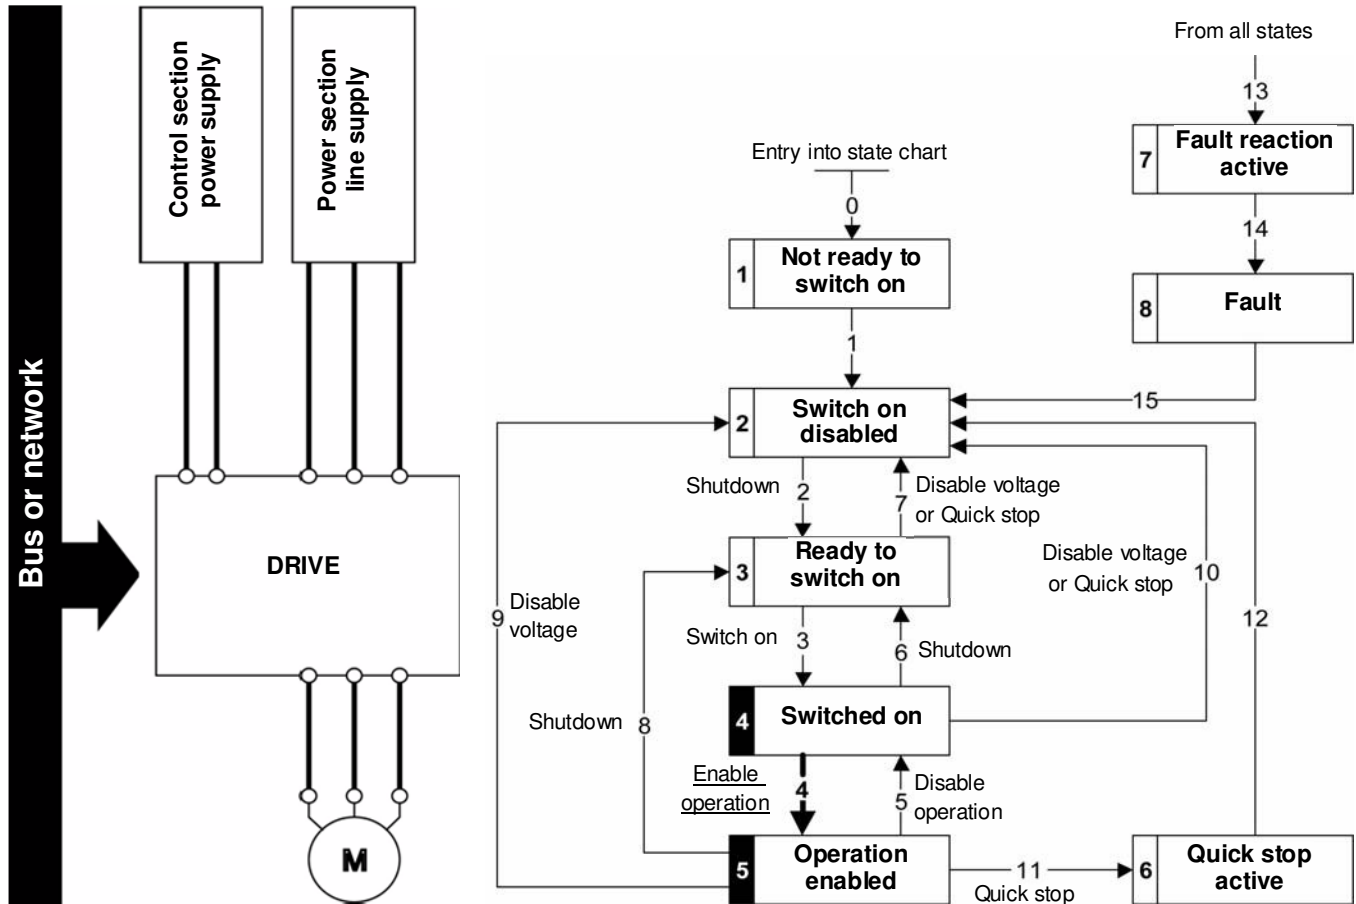 Bus or network
Control section
power supply
Power section
line supply
DRIVE
M
Entry into state chart
0
1
Not ready to
switch on
1
2
Switch on
disabled
Shutdown
2
7
Disable voltage
or Quick stop
3
Ready to
switch on
Switch on
3
6
Shutdown
4
Switched on
Enable
operation
4
5
Disable
operation
5
Operation
enabled
Shutdown
8
9
Disable
voltage
Disable voltage
or Quick stop
10
11
Quick stop
6
Quick stop
active
12
From all states
13
7
Fault reaction
active
14
8
Fault
15